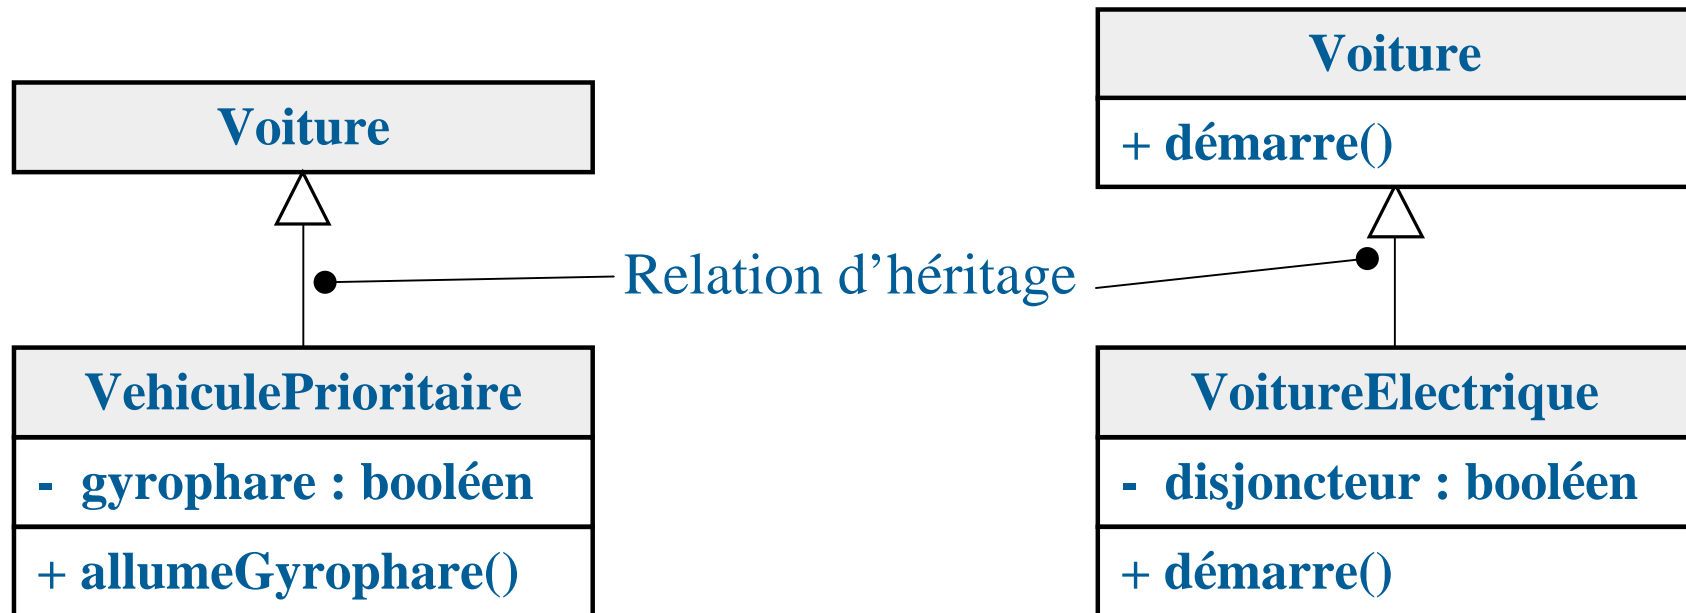 Voiture
VehiculePrioritaire
- gyrophare : booléen
+ allumeGyrophare()
Relation d’héritage
Voiture
+ démarre()
VoitureElectrique
- disjoncteur : booléen
+ démarre()